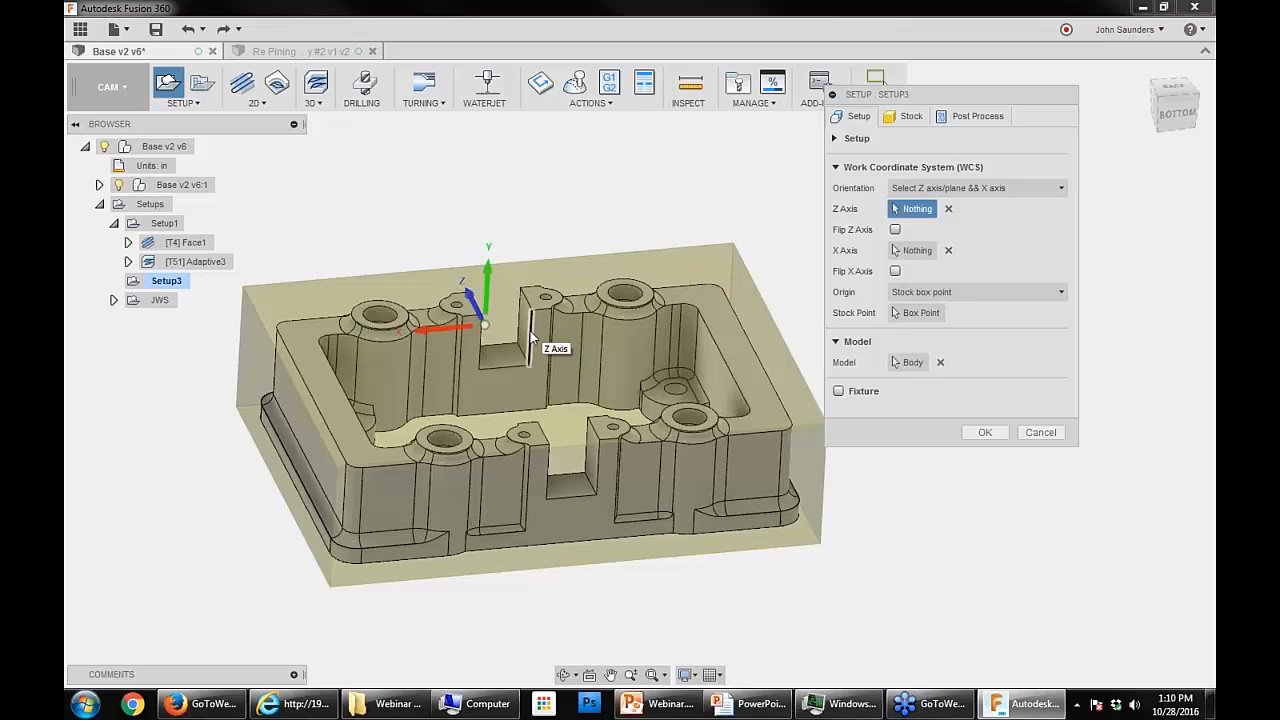 Autodesk Fusion 360
John Saunders
Base v2 v6*
Re Pining ... y #2 v1 v2
CAM
SETUP
2D
3D
DRILLING
TURNING
WATERJET
G1
G2
ACTIONS
INSPECT
%
MANAGE
ADD-
BROWSER
Base v2 v6
Units: in
Base v2 v6:1
Setups
Setup1
[T4] Face1
[T51] Adaptive3
Setup3
JWS
Y
Z
X
Z Axis
BOTTOM
SETUP SETUP3
Setup
Stock
Post Process
Setup
Work Coordinate System (WCS)
Orientation Select Z axis/plane && X axis
Z Axis Nothing
Flip Z Axis
X Axis Nothing
Flip X Axis
Origin Stock box point
Stock Point Box Point
Model
Model Body
Fixture
OK Cancel
COMMENTS
GoToWe...
http://19...
Webinar ...
Computer
Ps
Webinar....
PowerPoi...
Windows...
GoToWe...
Autodesk...
1:10 PM
10/28/2016